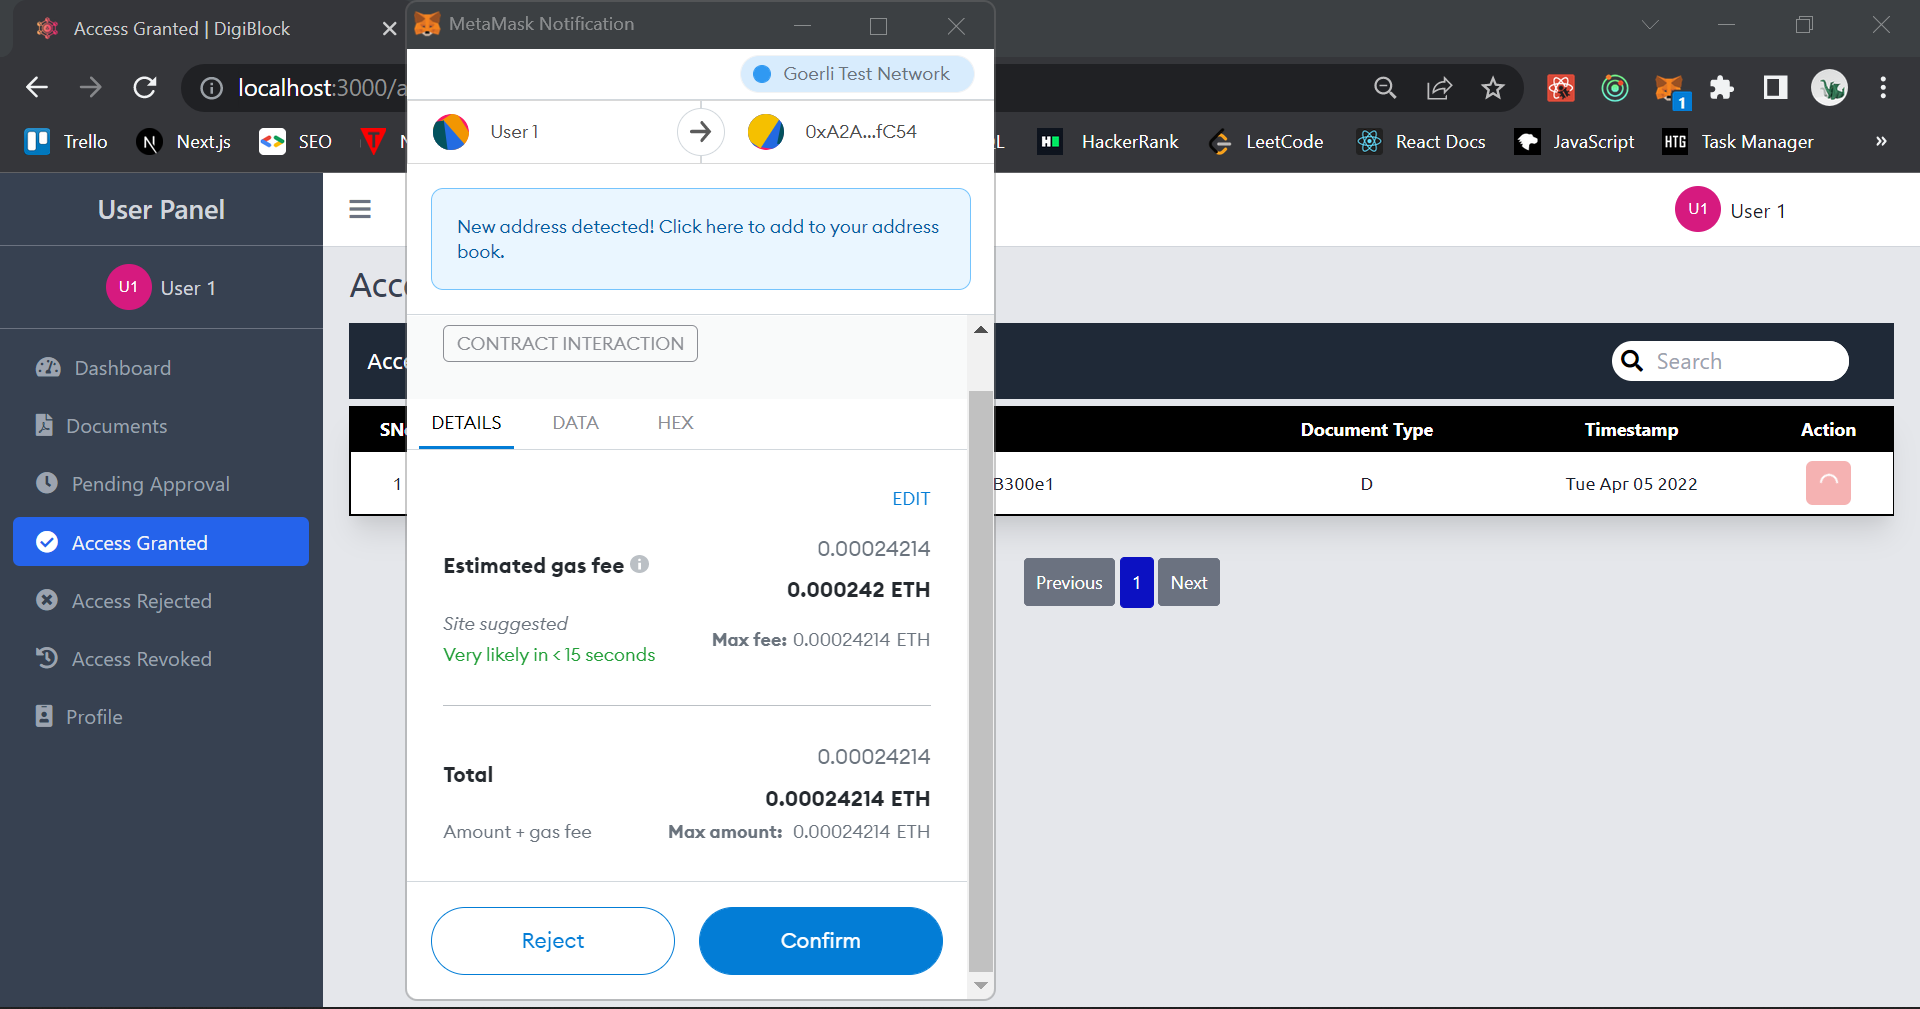 Access Granted | DigiBlock
MetaMask Notification
localhost:3000/a
Goerli Test Network
1
Trello
Next.js
SEO
HackerRank
LeetCode
React Docs
JavaScript
HTG
Task Manager
»
User 1
0xA2A...fC54
User Panel
U1
User 1
New address detected! Click here to add to your address
book.
U1
User 1
Dashboard
Documents
Pending Approval
Access Granted
Access Rejected
Access Revoked
Profile
Acc
Acce
Search
CONTRACT INTERACTION
DETAILS
DATA
HEX
SN
Document Type
Timestamp
Action
1
B300e1
D
Tue Apr 05 2022
EDIT
Estimated gas fee
0.00024214
0.000242 ETH
Site suggested
Very likely in < 15 seconds
Max fee: 0.00024214 ETH
Previous
1
Next
Total
0.00024214
0.00024214 ETH
Amount + gas fee
Max amount: 0.00024214 ETH
Reject
Confirm